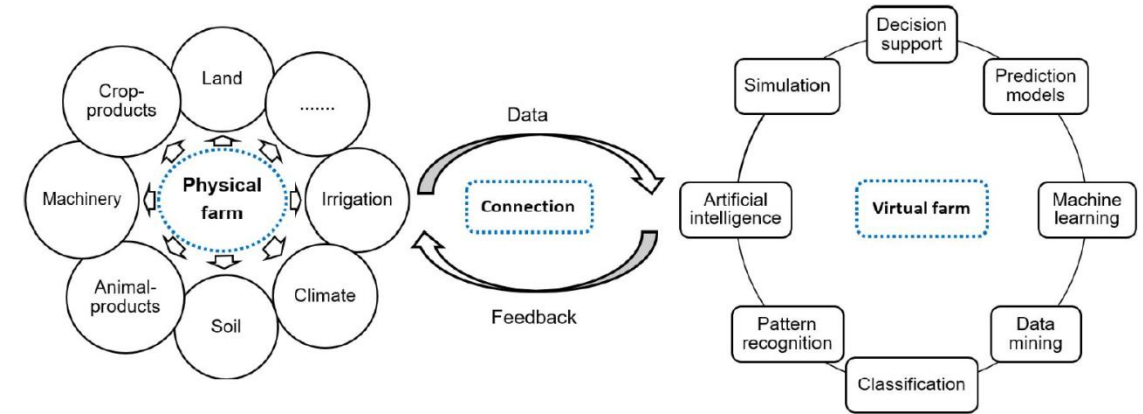 Land
Crop-
products
.......
Machinery
Physical
farm
Irrigation
Animal-
products
Climate
Soil
Data
Connection
Feedback
Decision
support
Simulation
Prediction
models
Artificial
intelligence
Virtual farm
Machine
learning
Pattern
recognition
Data
mining
Classification